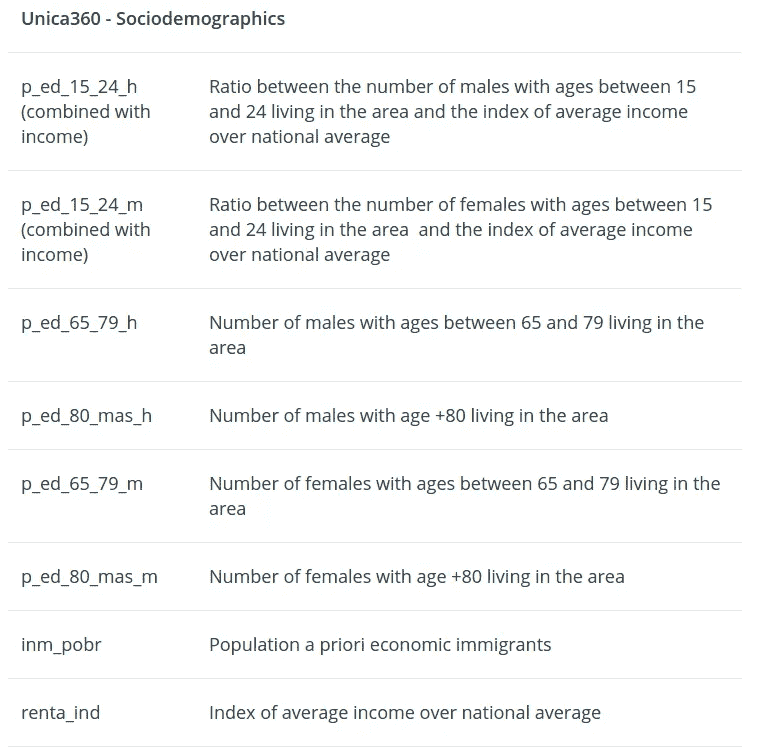 Unica360 - Sociodemographics
p_ed_15_24_h
(combined with
income)
Ratio between the number of males with ages between 15
and 24 living in the area and the index of average income
over national average
p_ed_15_24_m
(combined with
income)
Ratio between the number of females with ages between 15
and 24 living in the area  and the index of average income
over national average
p_ed_65_79_h
Number of males with ages between 65 and 79 living in the
area
p_ed_80_mas_h
Number of males with age +80 living in the area
p_ed_65_79_m
Number of females with ages between 65 and 79 living in the
area
p_ed_80_mas_m
Number of females with age +80 living in the area
inm_pobr
Population a priori economic immigrants
renta_ind
Index of average income over national average